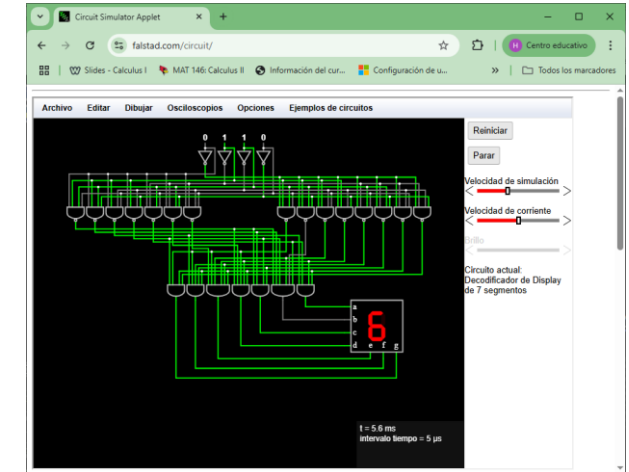 Circuit Simulator Applet
falstad.com/circuit/
H Centro educativo
Slides - Calculus I
MAT 146: Calculus II
Información del cur...
Configuración de u...
Todos los marcadores
Archivo Editar Dibujar Osciloscopios Opciones Ejemplos de circuitos
Reiniciar
Parar
Velocidad de simulación
Velocidad de corriente
Brillo
Circuito actual:
Decodificador de Display
de 7 segmentos
0 1 1 0
a
b
c
d e f g
6
t = 5.6 ms
intervalo tiempo = 5 µs